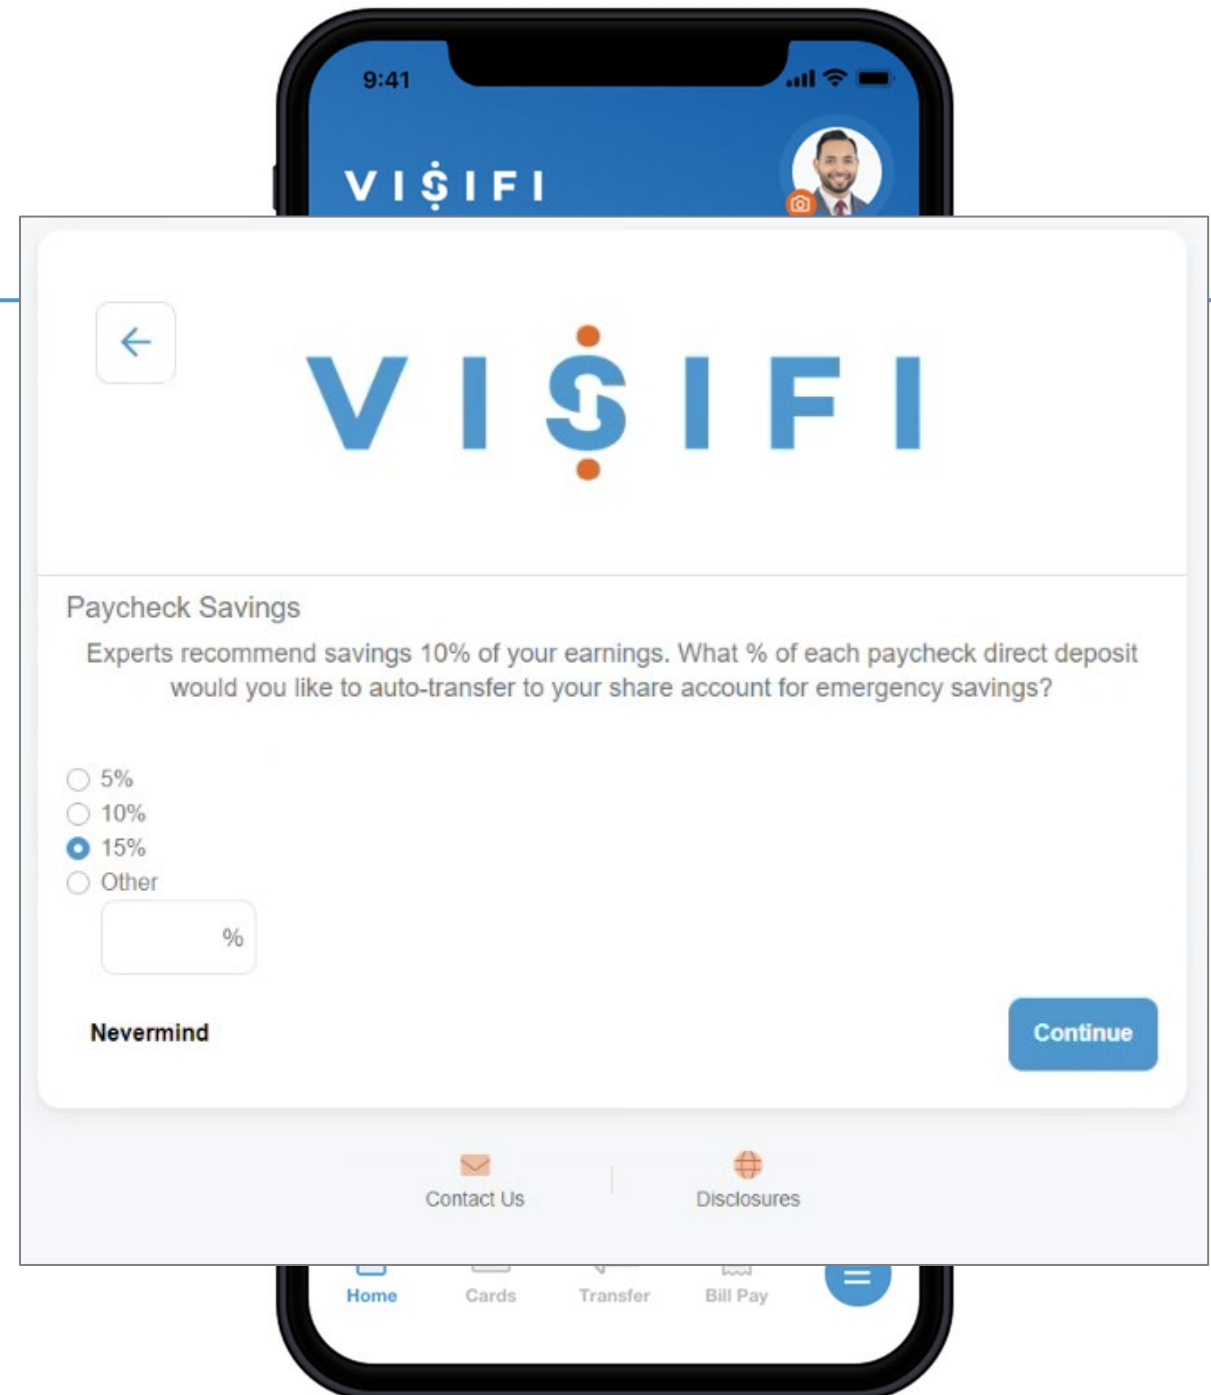 9:41
VISIFI
VISIFI
Paycheck Savings
Experts recommend savings 10% of your earnings. What % of each paycheck direct deposit
would you like to auto-transfer to your share account for emergency savings?
5%
10%
15%
Other
%
Nevermind
Continue
Contact Us
Disclosures
Home
Cards
Transfer
Bill Pay